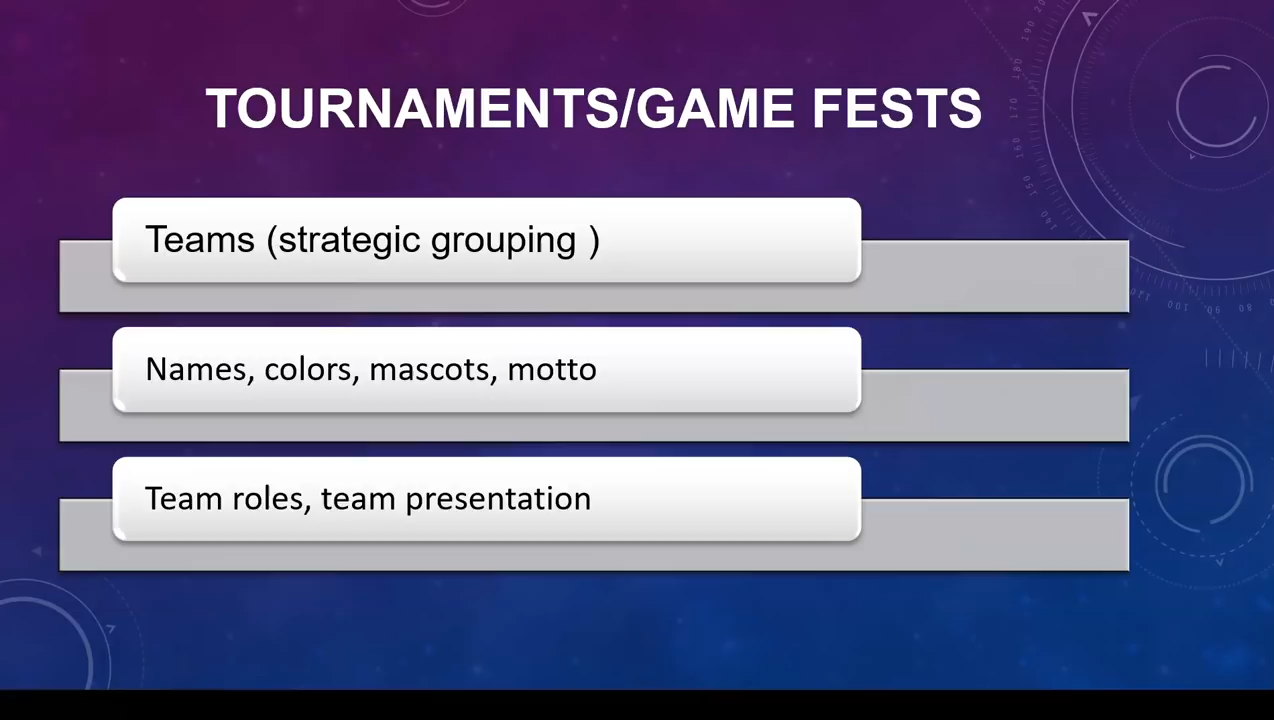 TOURNAMENTS/GAME FESTS
Teams (strategic grouping )
Names, colors, mascots, motto
Team roles, team presentation